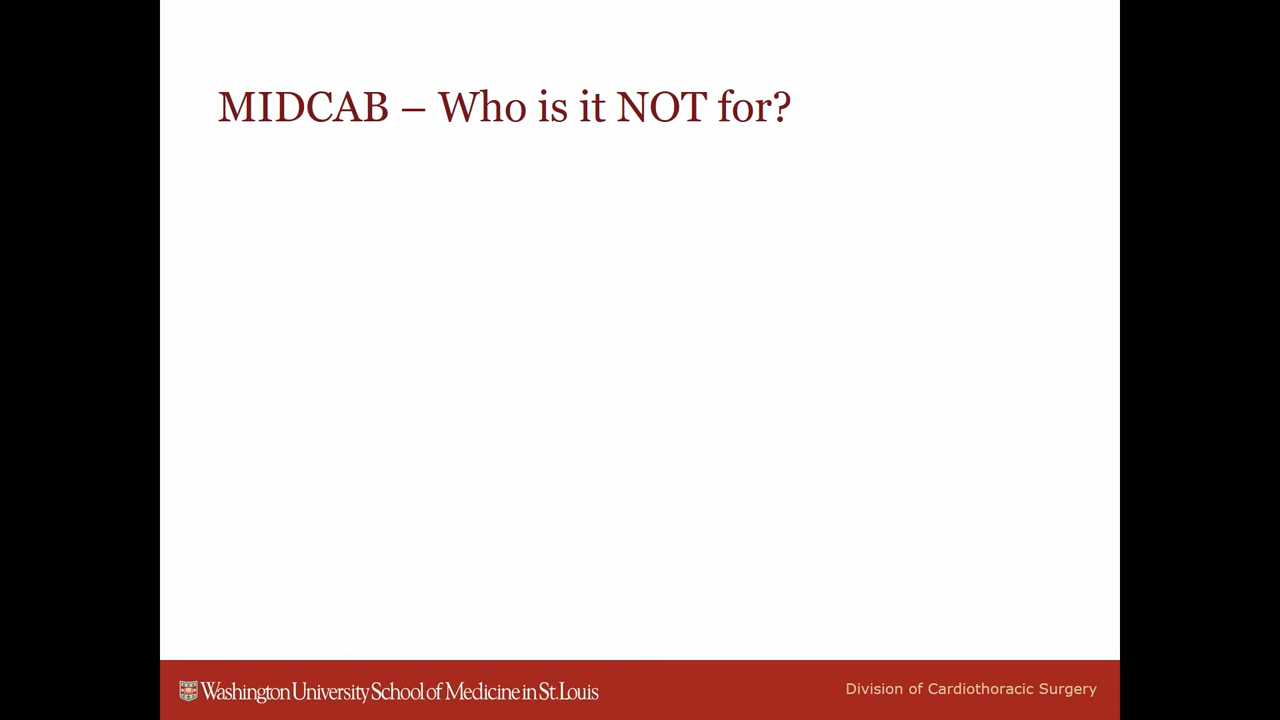 MIDCAB – Who is it NOT for?
Washington University School of Medicine in St. Louis
Division of Cardiothoracic Surgery